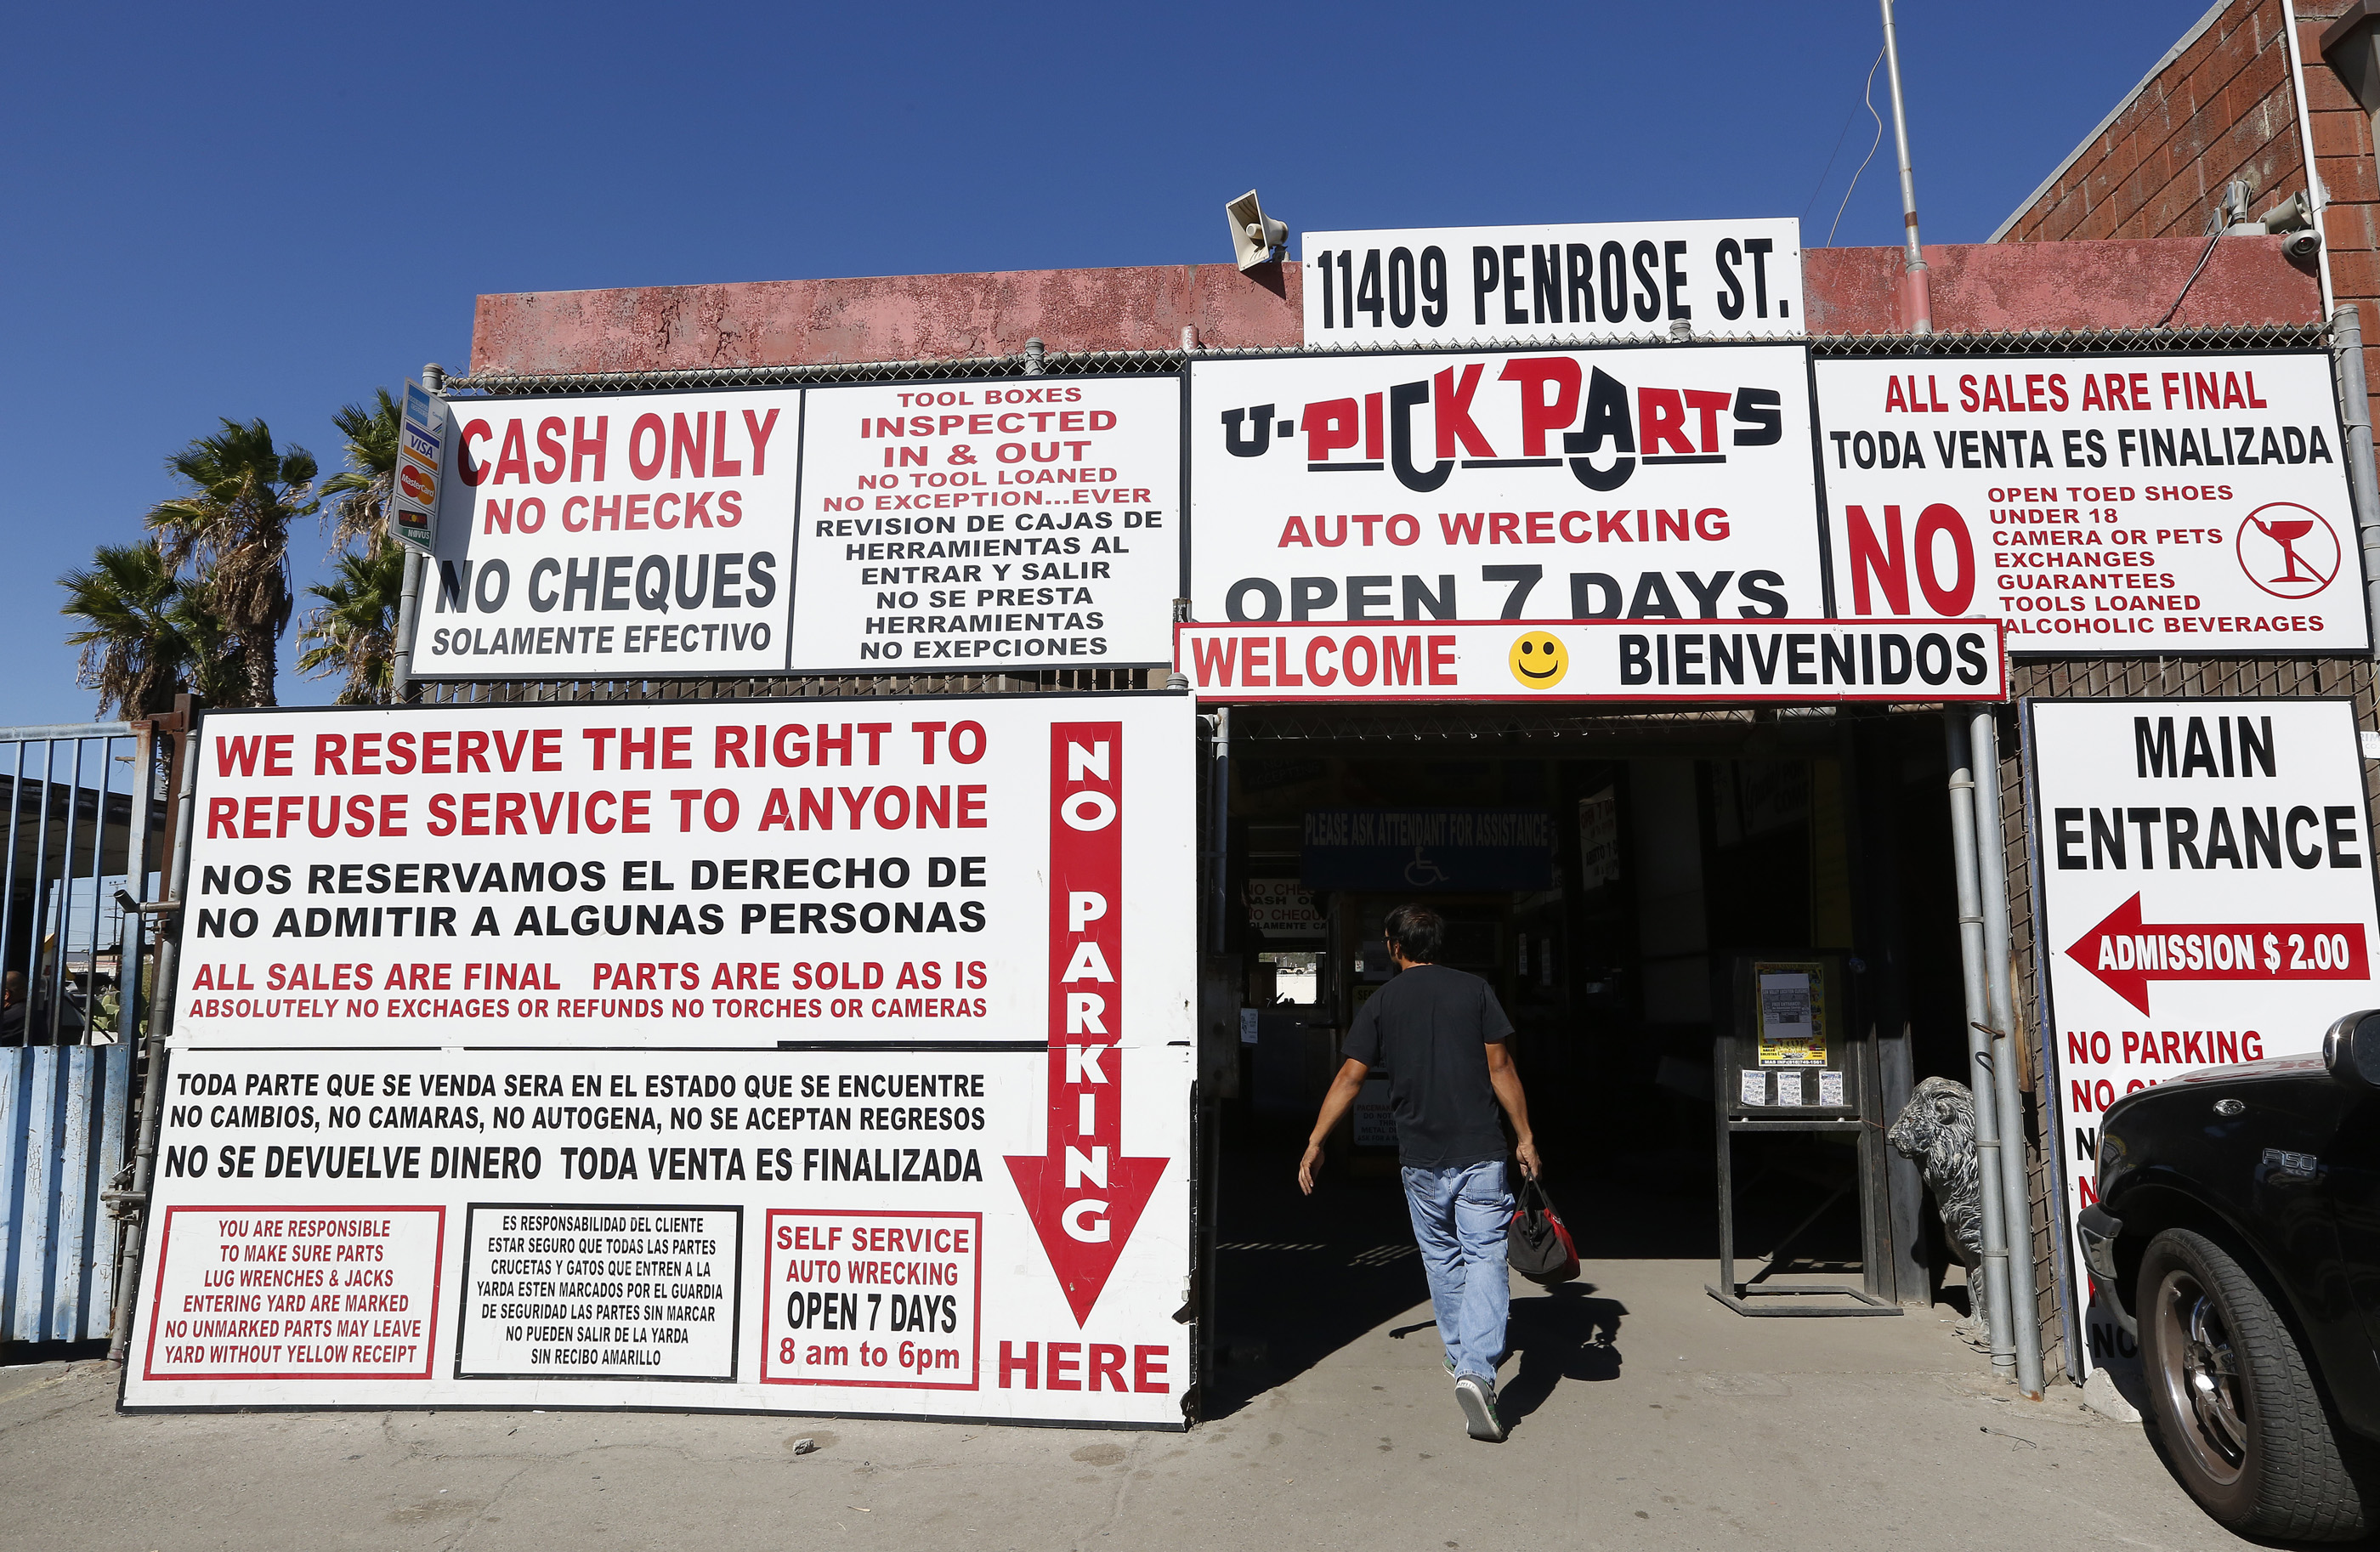 11409 PENROSE ST.
VISA
MasterCard
NOVUS
CASH ONLY
NO CHECKS
NO CHEQUES
SOLAMENTE EFECTIVO
TOOL BOXES
INSPECTED
IN & OUT
NO TOOL LOANED
NO EXCEPTION...EVER
REVISION DE CAJAS DE
HERRAMIENTAS AL
ENTRAR Y SALIR
NO SE PRESTA
HERRAMIENTAS
NO EXEPCIONES
U-PICK PARTS
AUTO WRECKING
OPEN 7 DAYS
ALL SALES ARE FINAL
TODA VENTA ES FINALIZADA
NO
OPEN TOED SHOES
UNDER 18
CAMERA OR PETS
EXCHANGES
GUARANTEES
TOOLS LOANED
ALCOHOLIC BEVERAGES
WELCOME BIENVENIDOS
WE RESERVE THE RIGHT TO
REFUSE SERVICE TO ANYONE
NOS RESERVAMOS EL DERECHO DE
NO ADMITIR A ALGUNAS PERSONAS
ALL SALES ARE FINAL PARTS ARE SOLD AS IS
ABSOLUTELY NO EXCHAGES OR REFUNDS NO TORCHES OR CAMERAS
TODA PARTE QUE SE VENDA SERA EN EL ESTADO QUE SE ENCUENTRE
NO CAMBIOS, NO CAMARAS, NO AUTOGENA, NO SE ACEPTAN REGRESOS
NO SE DEVUELVE DINERO TODA VENTA ES FINALIZADA
YOU ARE RESPONSIBLE
TO MAKE SURE PARTS
LUG WRENCHES & JACKS
ENTERING YARD ARE MARKED
NO UNMARKED PARTS MAY LEAVE
YARD WITHOUT YELLOW RECEIPT
ES RESPONSABILIDAD DEL CLIENTE
ESTAR SEGURO QUE TODAS LAS PARTES
CRUCETAS Y GATOS QUE ENTREN A LA
YARDA ESTEN MARCADOS POR EL GUARDIA
DE SEGURIDAD LAS PARTES SIN MARCAR
NO PUEDEN SALIR DE LA YARDA
SIN RECIBO AMARILLO
SELF SERVICE
AUTO WRECKING
OPEN 7 DAYS
8 am to 6pm
NO PARKING
HERE
PLEASE ASK ATTENDANT FOR ASSISTANCE
MAIN
ENTRANCE
ADMISSION $ 2.00
NO PARKING
NO
NO
F150